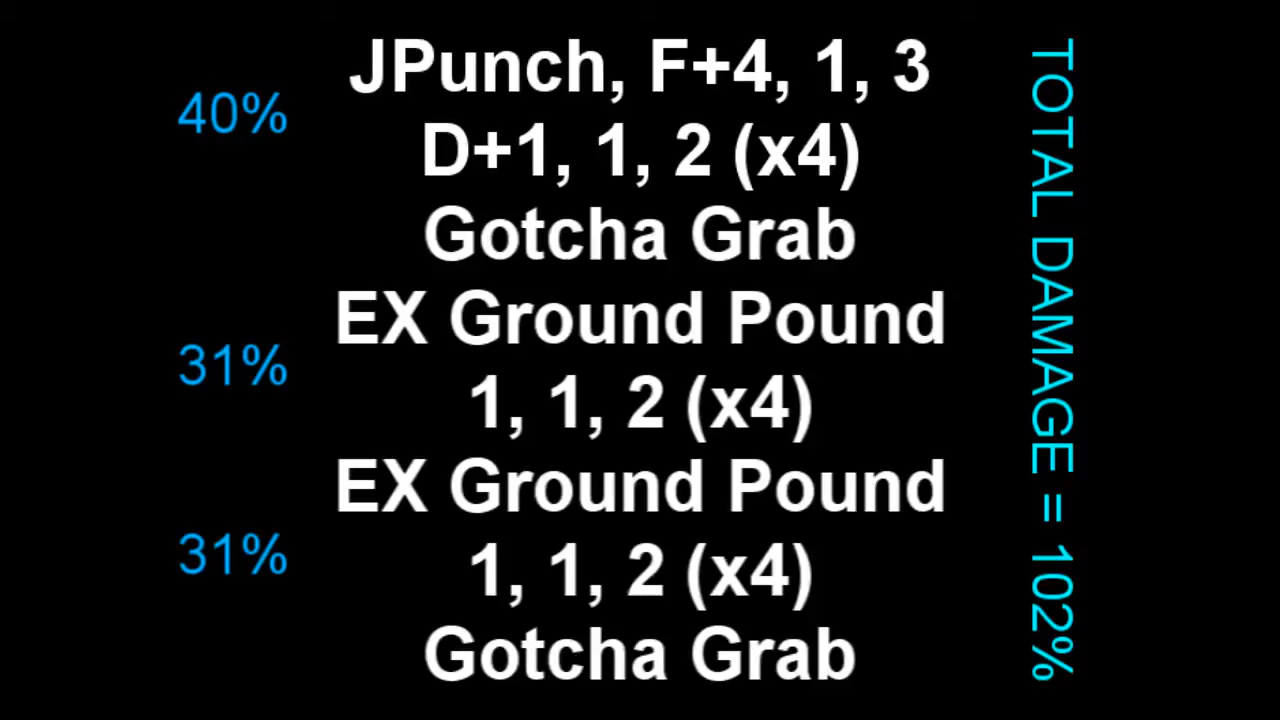 JPunch, F+4, 1, 3
40%
D+1, 1, 2 (x4)
Gotcha Grab
EX Ground Pound
31%
1, 1, 2 (x4)
EX Ground Pound
31%
1, 1, 2 (x4)
Gotcha Grab
TOTAL DAMAGE = 102%